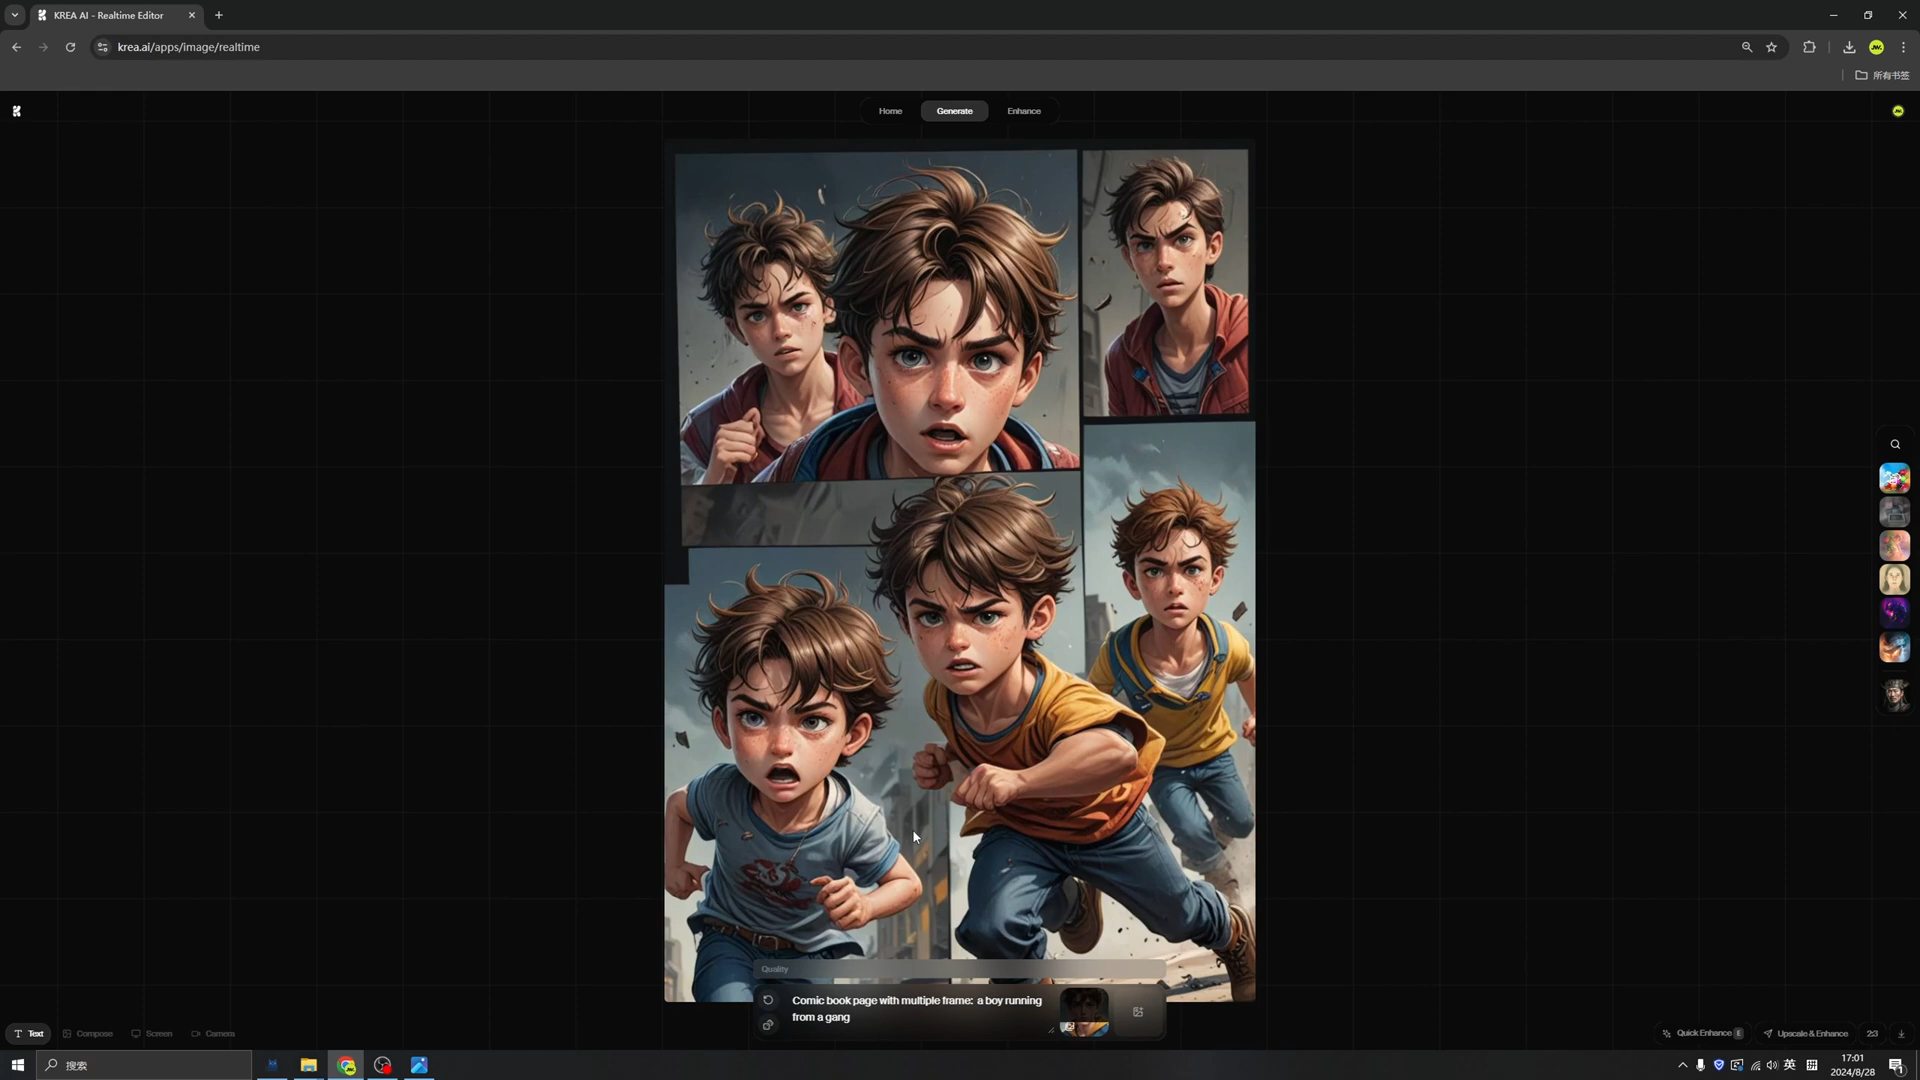 KREA AI - Realtime Editor
krea.ai/apps/image/realtime
所有书签
Home
Generate
Enhance
Quality
Comic book page with multiple frame: a boy running
from a gang
Text
Compose
Screen
Camera
Quick Enhance E
Upscale & Enhance
2:3
搜索
英
17:01
2024/8/28